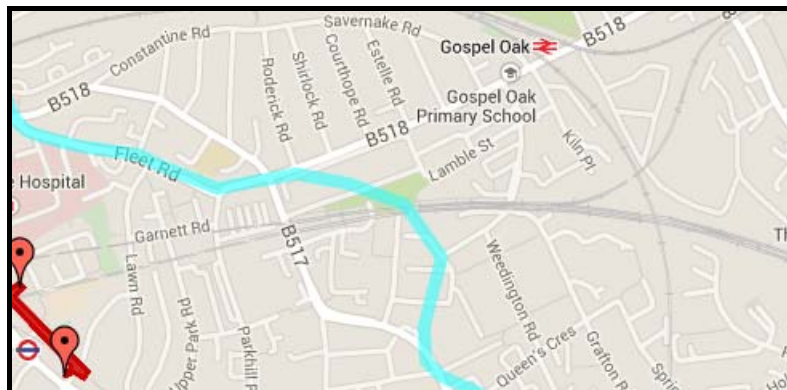 Savernake Rd
B518
Constantine Rd
Gospel Oak
Estelle Rd
Courthope Rd
Shirlock Rd
Roderick Rd
Gospel Oak
Primary School
B518
B518
Fleet Rd
Lamble St
Kiln Pl
e Hospital
Garnett Rd
B517
Th
Lawn Rd
Weedington Rd
Upper Park Rd
Parkhill R
Queen's Cres
Grafton
Spri